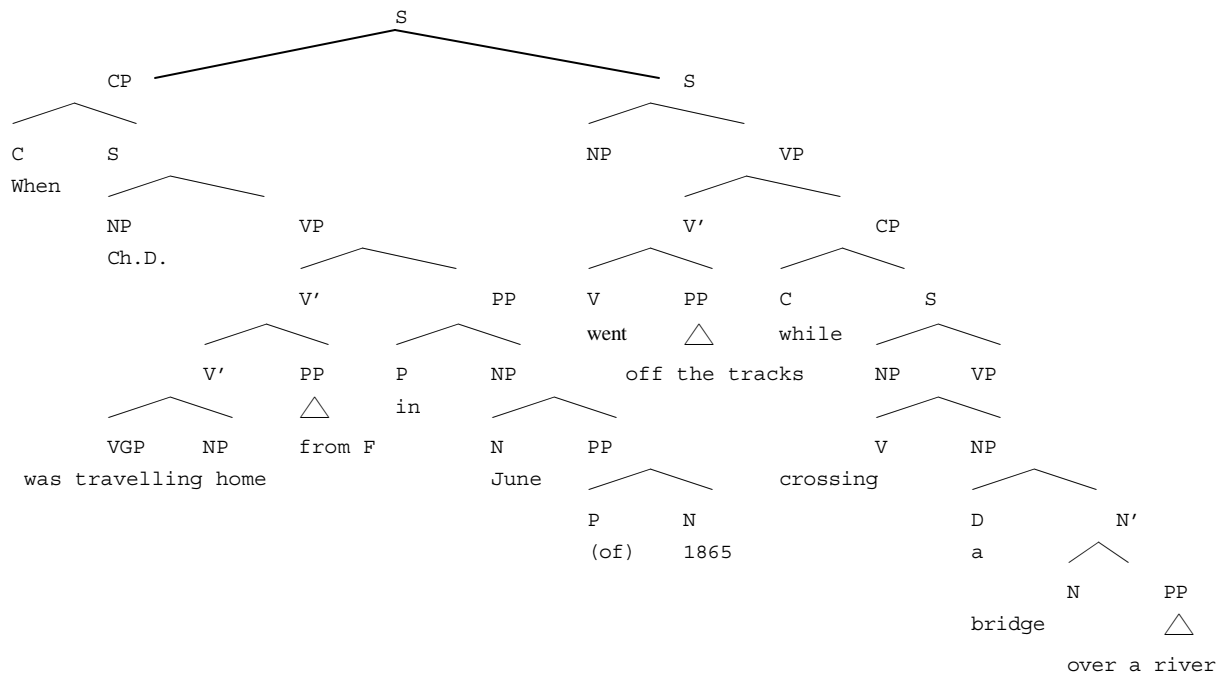 S
CP S
C S NP VP
When
NP VP V' CP
Ch.D.
V' PP V PP C S
went while
V' PP P NP off the tracks NP VP
in
VGP NP from F N PP V NP
was travelling home June crossing
P N D N'
(of) 1865 a
N PP
bridge
over a river